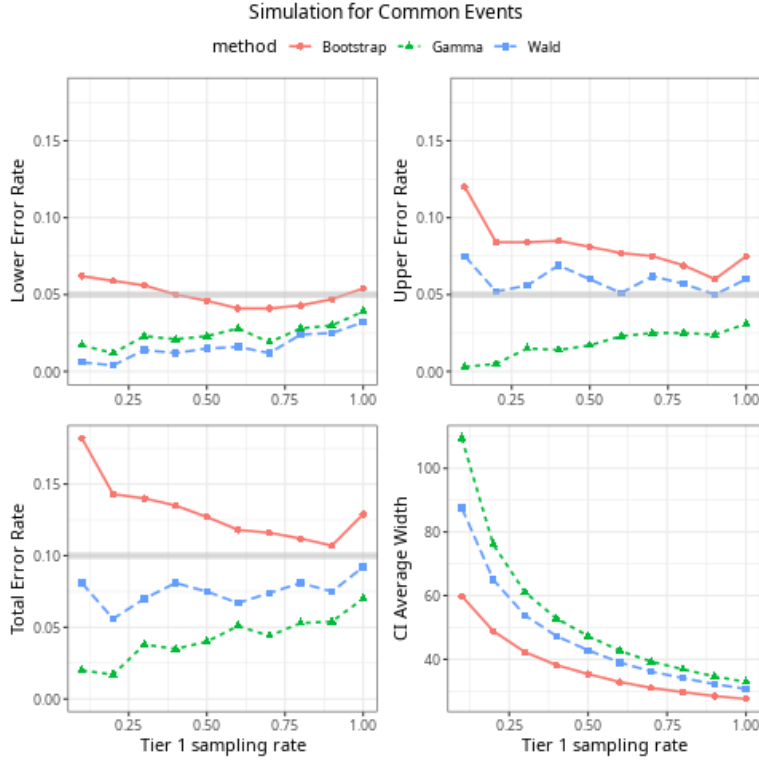 Simulation for Common Events
method Bootstrap Gamma Wald
Lower Error Rate
0.15
0.10
0.05
0.00
0.25 0.50 0.75 1.00
Upper Error Rate
0.15
0.10
0.05
0.00
0.25 0.50 0.75 1.00
Total Error Rate
0.15
0.10
0.05
0.00
0.25 0.50 0.75 1.00
Tier 1 sampling rate
CI Average Width
100
80
60
40
0.25 0.50 0.75 1.00
Tier 1 sampling rate